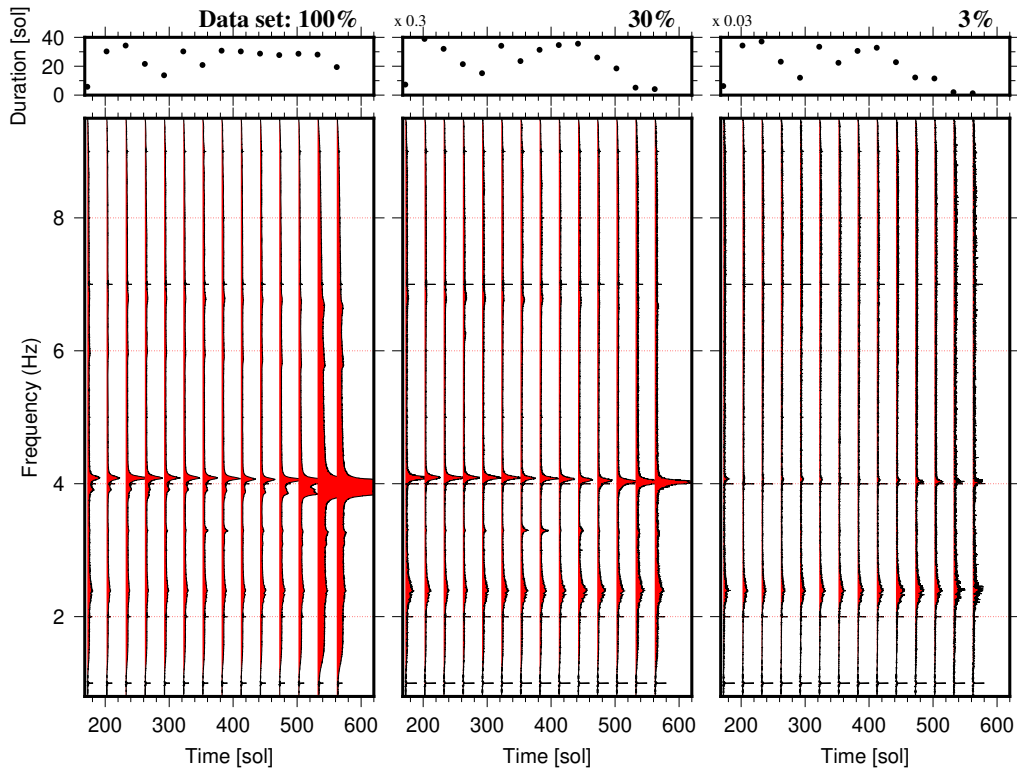 Data set: 100% x 0.3 30% x 0.03 3%
Duration [sol]
40
20
0
Frequency (Hz)
8
6
4
2
200 300 400 500 600 200 300 400 500 600 200 300 400 500 600
Time [sol] Time [sol] Time [sol]